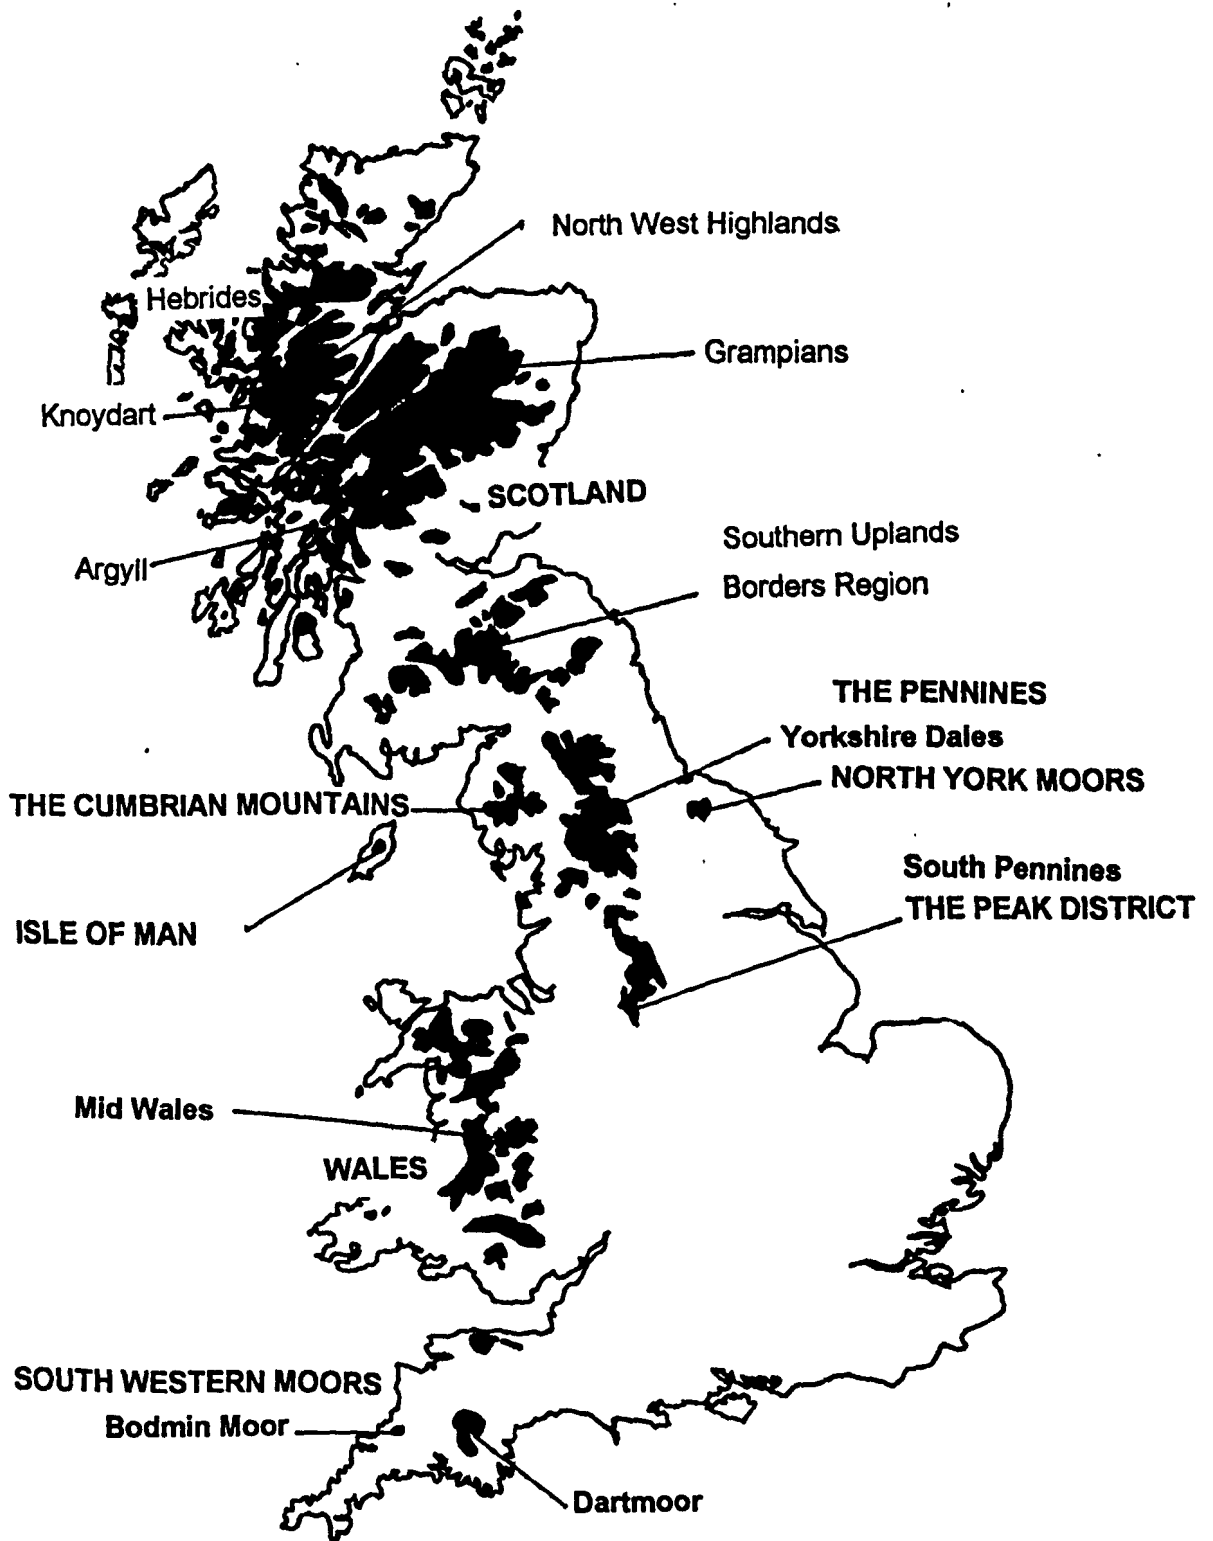 North West Highlands
Hebrides
Grampians
Knoydart
SCOTLAND
Southern Uplands
Argyll
Borders Region
THE PENNINES
Yorkshire Dales
NORTH YORK MOORS
THE CUMBRIAN MOUNTAINS
South Pennines
THE PEAK DISTRICT
ISLE OF MAN
Mid Wales
WALES
SOUTH WESTERN MOORS
Bodmin Moor
Dartmoor